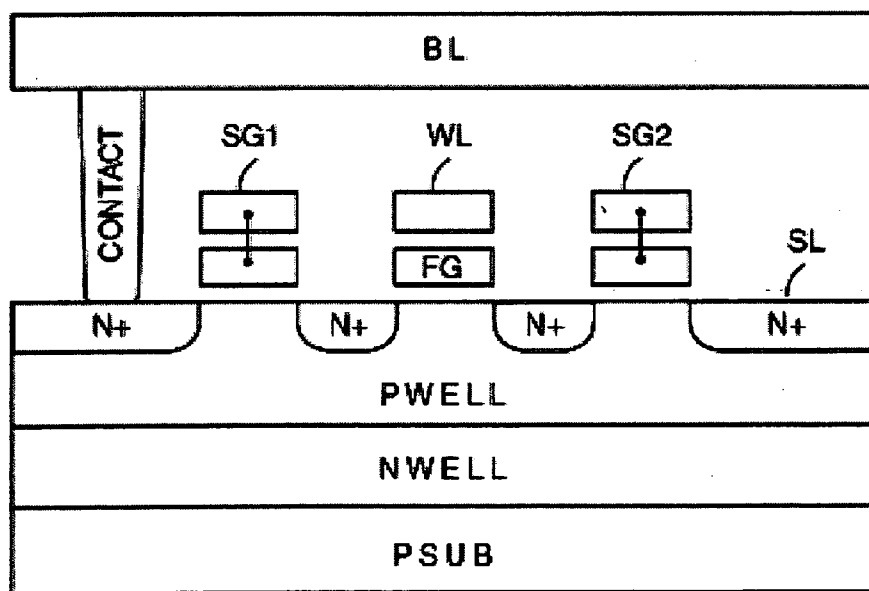 BL
CONTACT
SG1
WL
SG2
FG
SL
N+
N+
N+
N+
PWELL
NWELL
PSUB